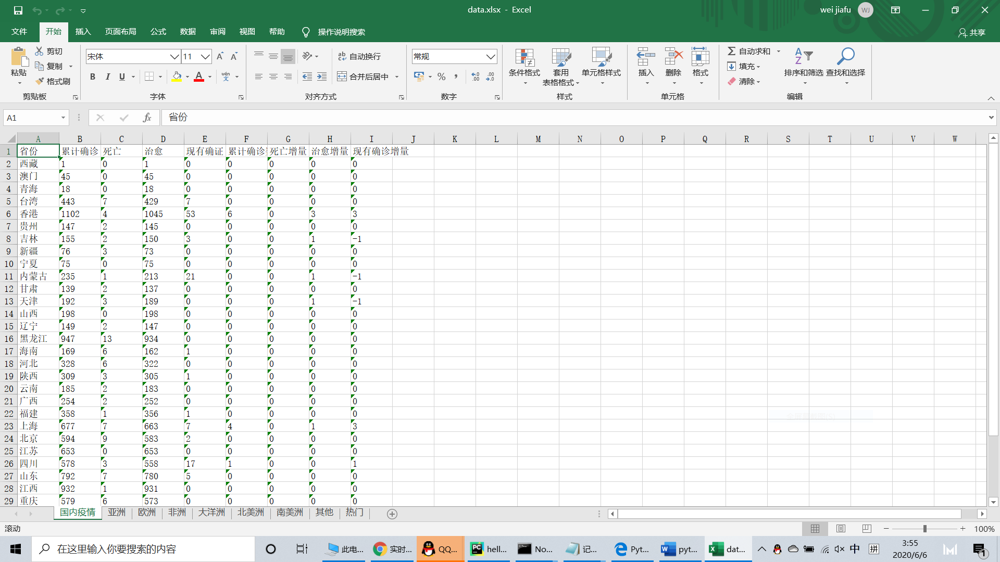 data.xlsx - Excel
wei jiafu WJ
文件 开始 插入 页面布局 公式 数据 审阅 视图 帮助 操作说明搜索 共享
粘贴 剪切 复制 格式刷 剪贴板
宋体 11 B I U A wén 文 字体
ab 自动换行 合并后居中 对齐方式
常规 % 数字
条件格式 套用 表格格式 单元格样式 样式
插入 删除 格式 单元格
自动求和 填充 清除 排序和筛选 查找和选择 编辑
A1 fx 省份
A B C D E F G H I J K L M N O P Q R S T U V W
1 省份 累计确诊 死亡 治愈 现有确证 累计确诊 死亡增量 治愈增量 现有确诊增量
2 西藏 1 0 1 0 0 0 0 0
3 澳门 45 0 45 0 0 0 0 0
4 青海 18 0 18 0 0 0 0 0
5 台湾 443 7 429 7 0 0 0 0
6 香港 1102 4 1045 53 6 0 3 3
7 贵州 147 2 145 0 0 0 0 0
8 吉林 155 2 150 3 0 0 1 -1
9 新疆 76 3 73 0 0 0 0 0
10 宁夏 75 0 75 0 0 0 0 0
11 内蒙古 235 1 213 21 0 0 1 -1
12 甘肃 139 2 137 0 0 0 0 0
13 天津 192 3 189 0 0 0 1 -1
14 山西 198 0 198 0 0 0 0 0
15 辽宁 149 2 147 0 0 0 0 0
16 黑龙江 947 13 934 0 0 0 0 0
17 海南 169 6 162 1 0 0 0 0
18 河北 328 6 322 0 0 0 0 0
19 陕西 309 3 305 1 0 0 0 0
20 云南 185 2 183 0 0 0 0 0
21 广西 254 2 252 0 0 0 0 0
22 福建 358 1 356 1 0 0 0 0
23 上海 677 7 663 7 4 0 1 3
24 北京 594 9 583 2 0 0 0 0
25 江苏 653 0 653 0 0 0 0 0
26 四川 578 3 558 17 1 0 0 1
27 山东 792 7 780 5 0 0 0 0
28 江西 932 1 931 0 0 0 0 0
29 重庆 579 6 573 0 0 0 0 0
国内疫情 亚洲 欧洲 非洲 大洋洲 北美洲 南美洲 其他 热门
滚动 100%
在这里输入你要搜索的内容 此电... 实时... QQ... hell... No... 记... Pyt... pyt... dat... 中 拼 3:55 1
2020/6/6